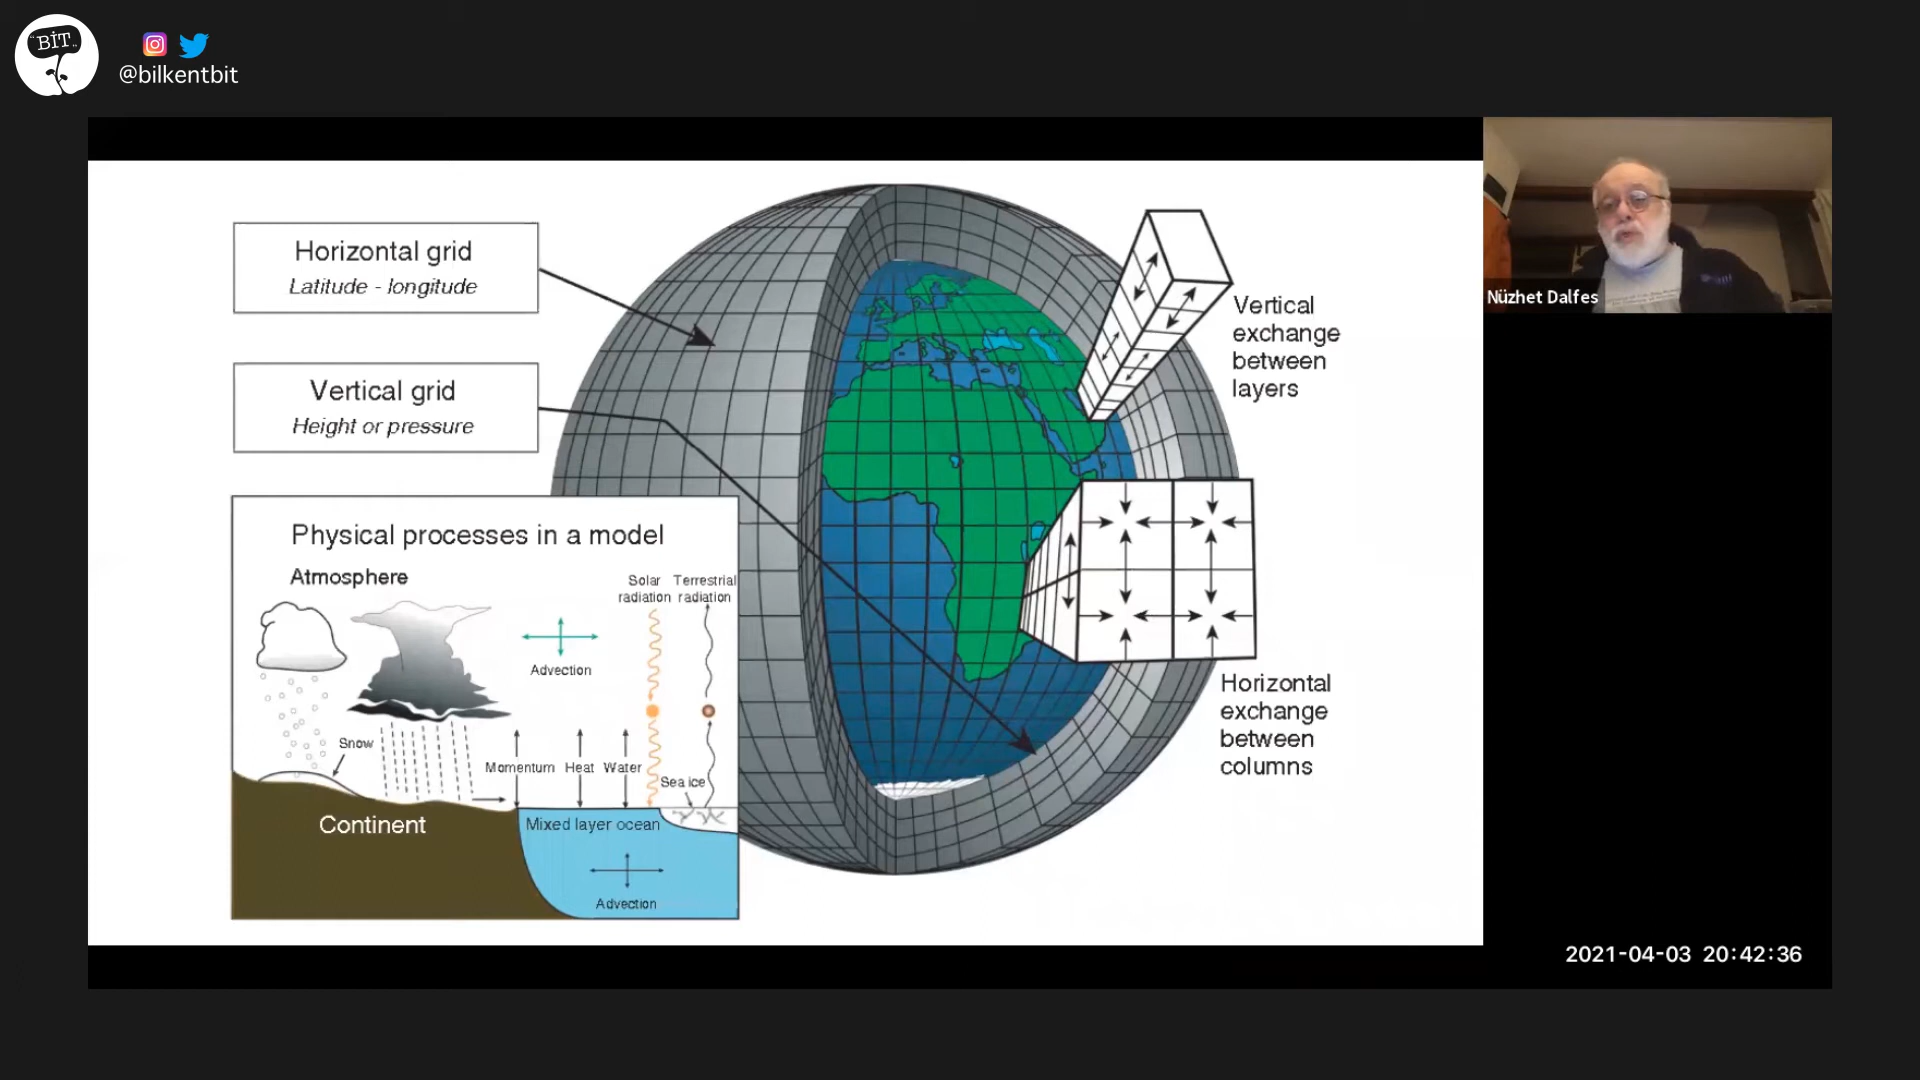 BİT
@bilkentbit
Horizontal grid
Latitude - longitude
Vertical grid
Height or pressure
Vertical
exchange
between
layers
Nüzhet Dalfes
Physical processes in a model
Atmosphere
Solar
radiation
Terrestrial
radiation
Advection
Snow
Momentum
Heat
Water
Sea ice
Continent
Mixed layer ocean
Advection
Horizontal
exchange
between
columns
2021-04-03 20:42:36